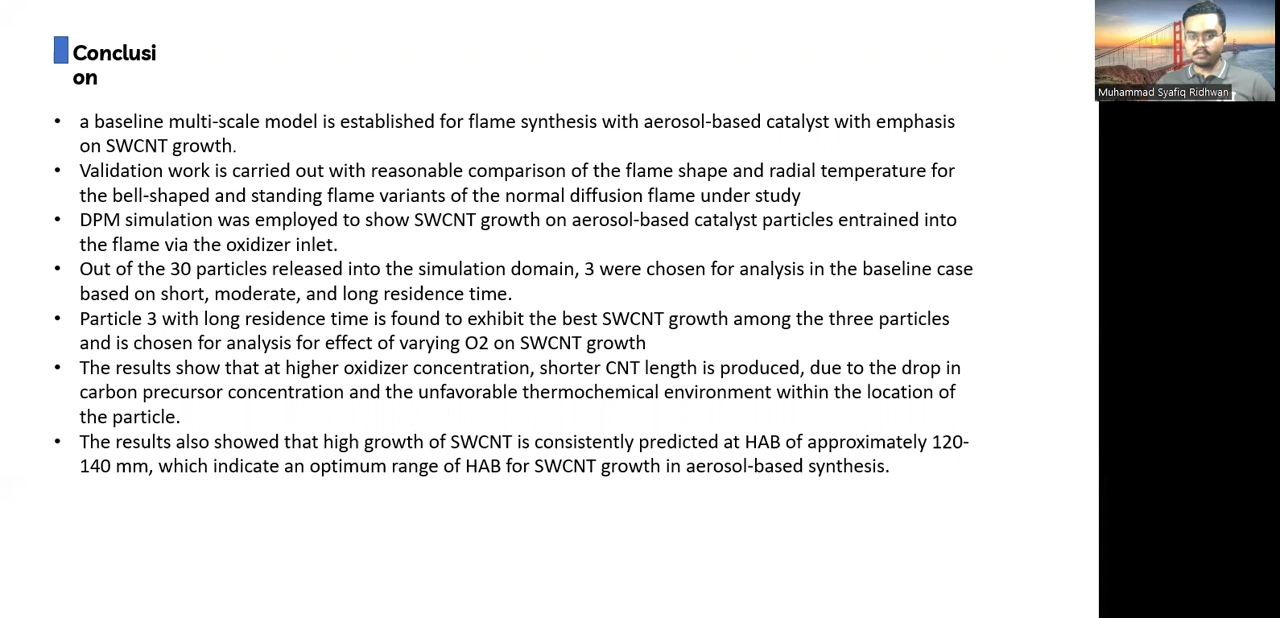 Conclusi
on
• a baseline multi-scale model is established for flame synthesis with aerosol-based catalyst with emphasis
on SWCNT growth.
• Validation work is carried out with reasonable comparison of the flame shape and radial temperature for
the bell-shaped and standing flame variants of the normal diffusion flame under study
• DPM simulation was employed to show SWCNT growth on aerosol-based catalyst particles entrained into
the flame via the oxidizer inlet.
• Out of the 30 particles released into the simulation domain, 3 were chosen for analysis in the baseline case
based on short, moderate, and long residence time.
• Particle 3 with long residence time is found to exhibit the best SWCNT growth among the three particles
and is chosen for analysis for effect of varying O2 on SWCNT growth
• The results show that at higher oxidizer concentration, shorter CNT length is produced, due to the drop in
carbon precursor concentration and the unfavorable thermochemical environment within the location of
the particle.
• The results also showed that high growth of SWCNT is consistently predicted at HAB of approximately 120-
140 mm, which indicate an optimum range of HAB for SWCNT growth in aerosol-based synthesis.
Muhammad Syafiq Ridhwan